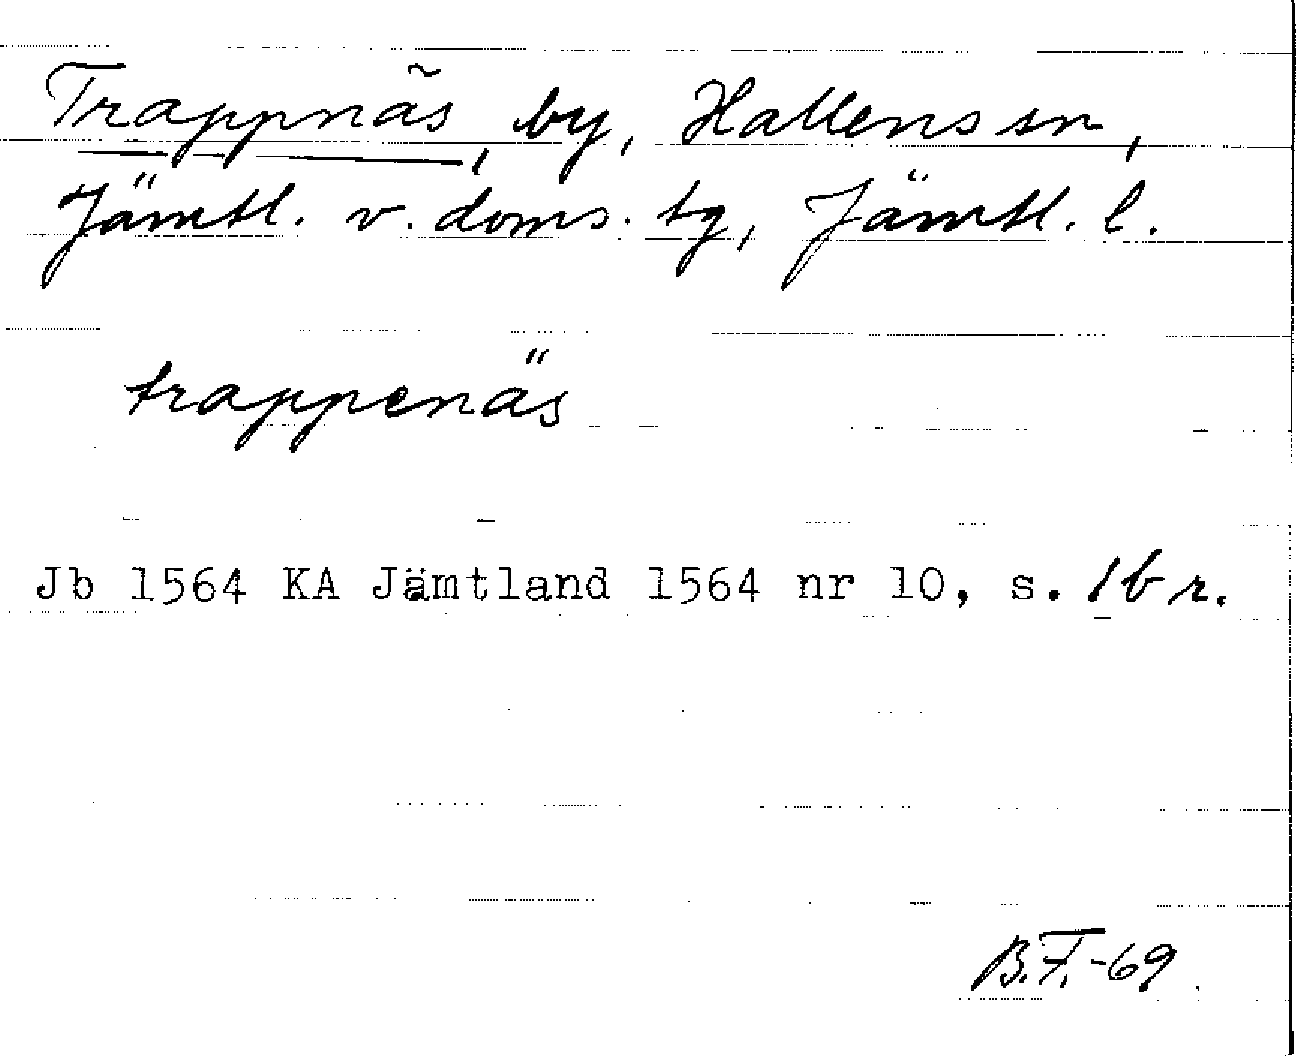 Trappnäs, by, Hallens sn,
Jämtl. v. doms. tg, Jämtl. l.
trappenäs
Jb 1564 KA Jämtland 1564 nr 10, s. 1b r.
B.F.-69